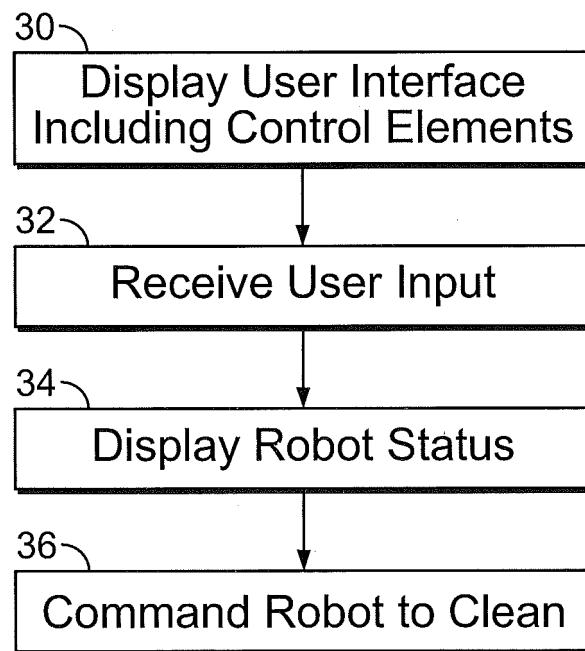 30
Display User Interface
Including Control Elements
32
Receive User Input
34
Display Robot Status
36
Command Robot to Clean